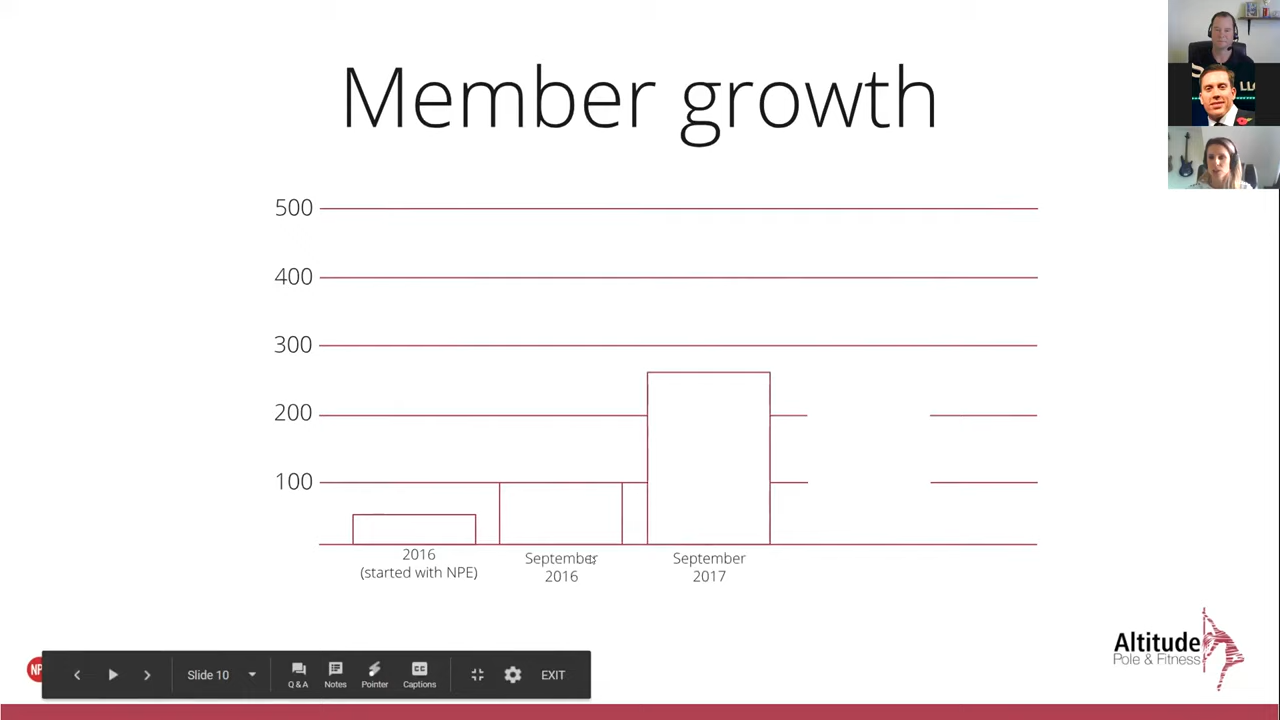 Member growth
500
400
300
200
100
2016
(started with NPE)
September
2016
September
2017
Altitude
Pole & Fitness
NP
Slide 10
Q & A
Notes
Pointer
Captions
EXIT